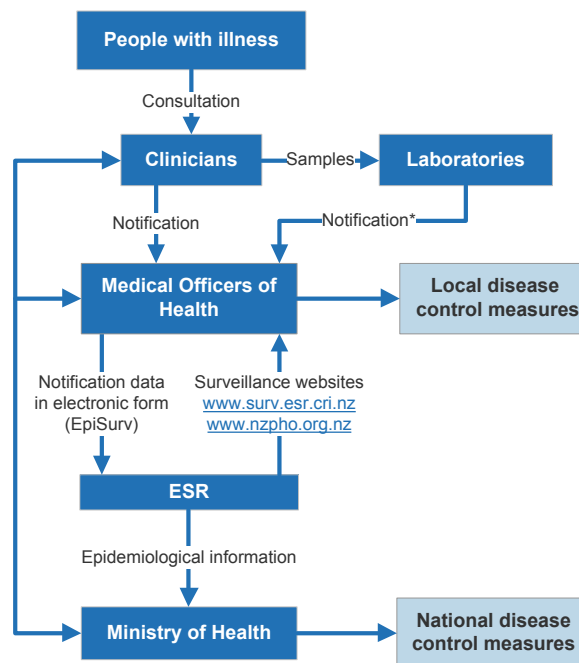 People with illness
Consultation
Clinicians
Samples
Laboratories
Notification
Notification*
Medical Officers of
Health
Local disease
control measures
Notification data
in electronic form
(EpiSurv)
Surveillance websites
www.surv.esr.cri.nz
www.nzpho.org.nz
ESR
Epidemiological information
Ministry of Health
National disease
control measures